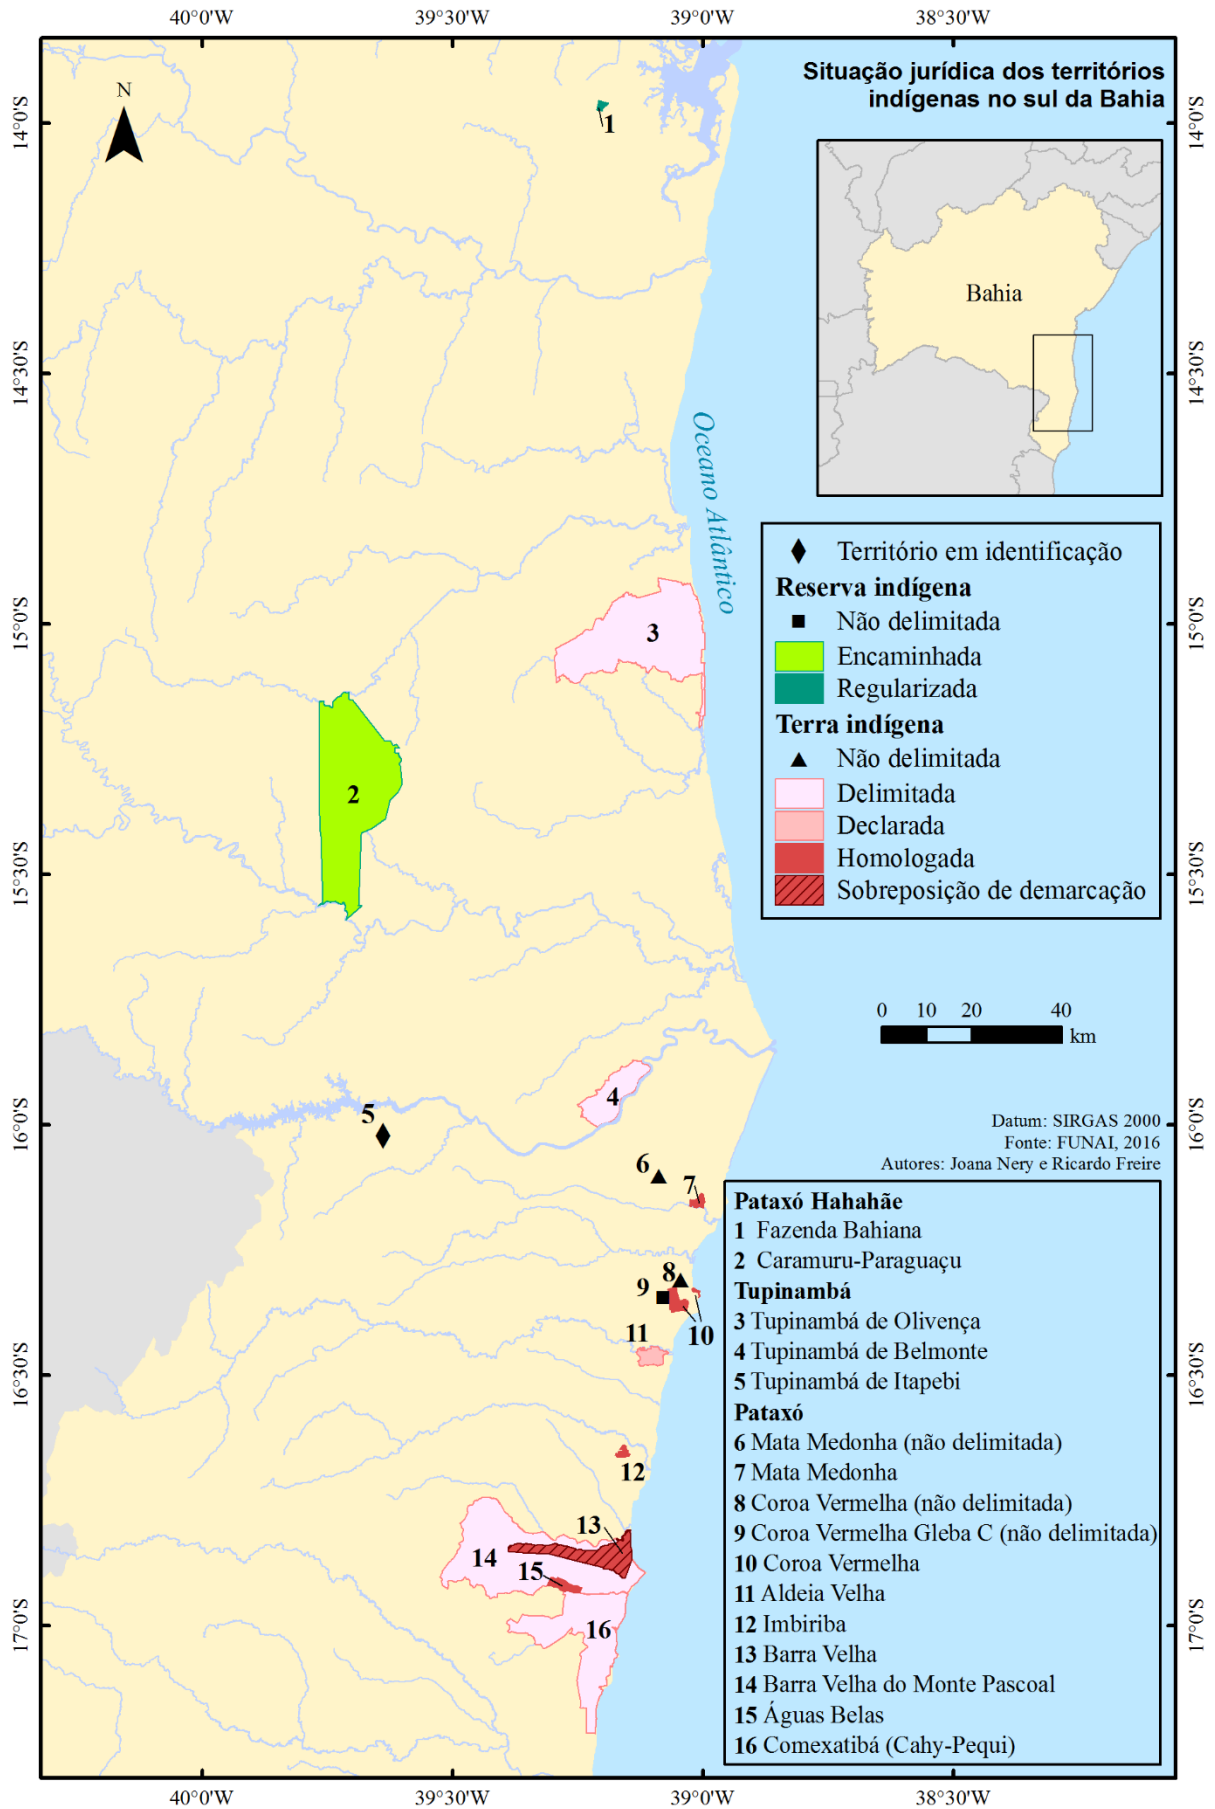 40°0'W 39°30'W 39°0'W 38°30'W
Situação jurídica dos territórios
indígenas no sul da Bahia
N
14°0'S
14°30'S
15°0'S
15°30'S
16°0'S
16°30'S
17°0'S
14°0'S
14°30'S
15°0'S
15°30'S
16°0'S
16°30'S
17°0'S
Bahia
Oceano Atlântico
1
2
3
4
5
6
7
8
9
10
11
12
13
14
15
16
Território em identificação
Reserva indígena
Não delimitada
Encaminhada
Regularizada
Terra indígena
Não delimitada
Delimitada
Declarada
Homologada
Sobreposição de demarcação
0 10 20 40
km
Datum: SIRGAS 2000
Fonte: FUNAI, 2016
Autores: Joana Nery e Ricardo Freire
Pataxó Hahahãe
1 Fazenda Bahiana
2 Caramuru-Paraguaçu
Tupinambá
3 Tupinambá de Olivença
4 Tupinambá de Belmonte
5 Tupinambá de Itapebi
Pataxó
6 Mata Medonha (não delimitada)
7 Mata Medonha
8 Coroa Vermelha (não delimitada)
9 Coroa Vermelha Gleba C (não delimitada)
10 Coroa Vermelha
11 Aldeia Velha
12 Imbiriba
13 Barra Velha
14 Barra Velha do Monte Pascoal
15 Águas Belas
16 Comexatibá (Cahy-Pequi)
40°0'W 39°30'W 39°0'W 38°30'W